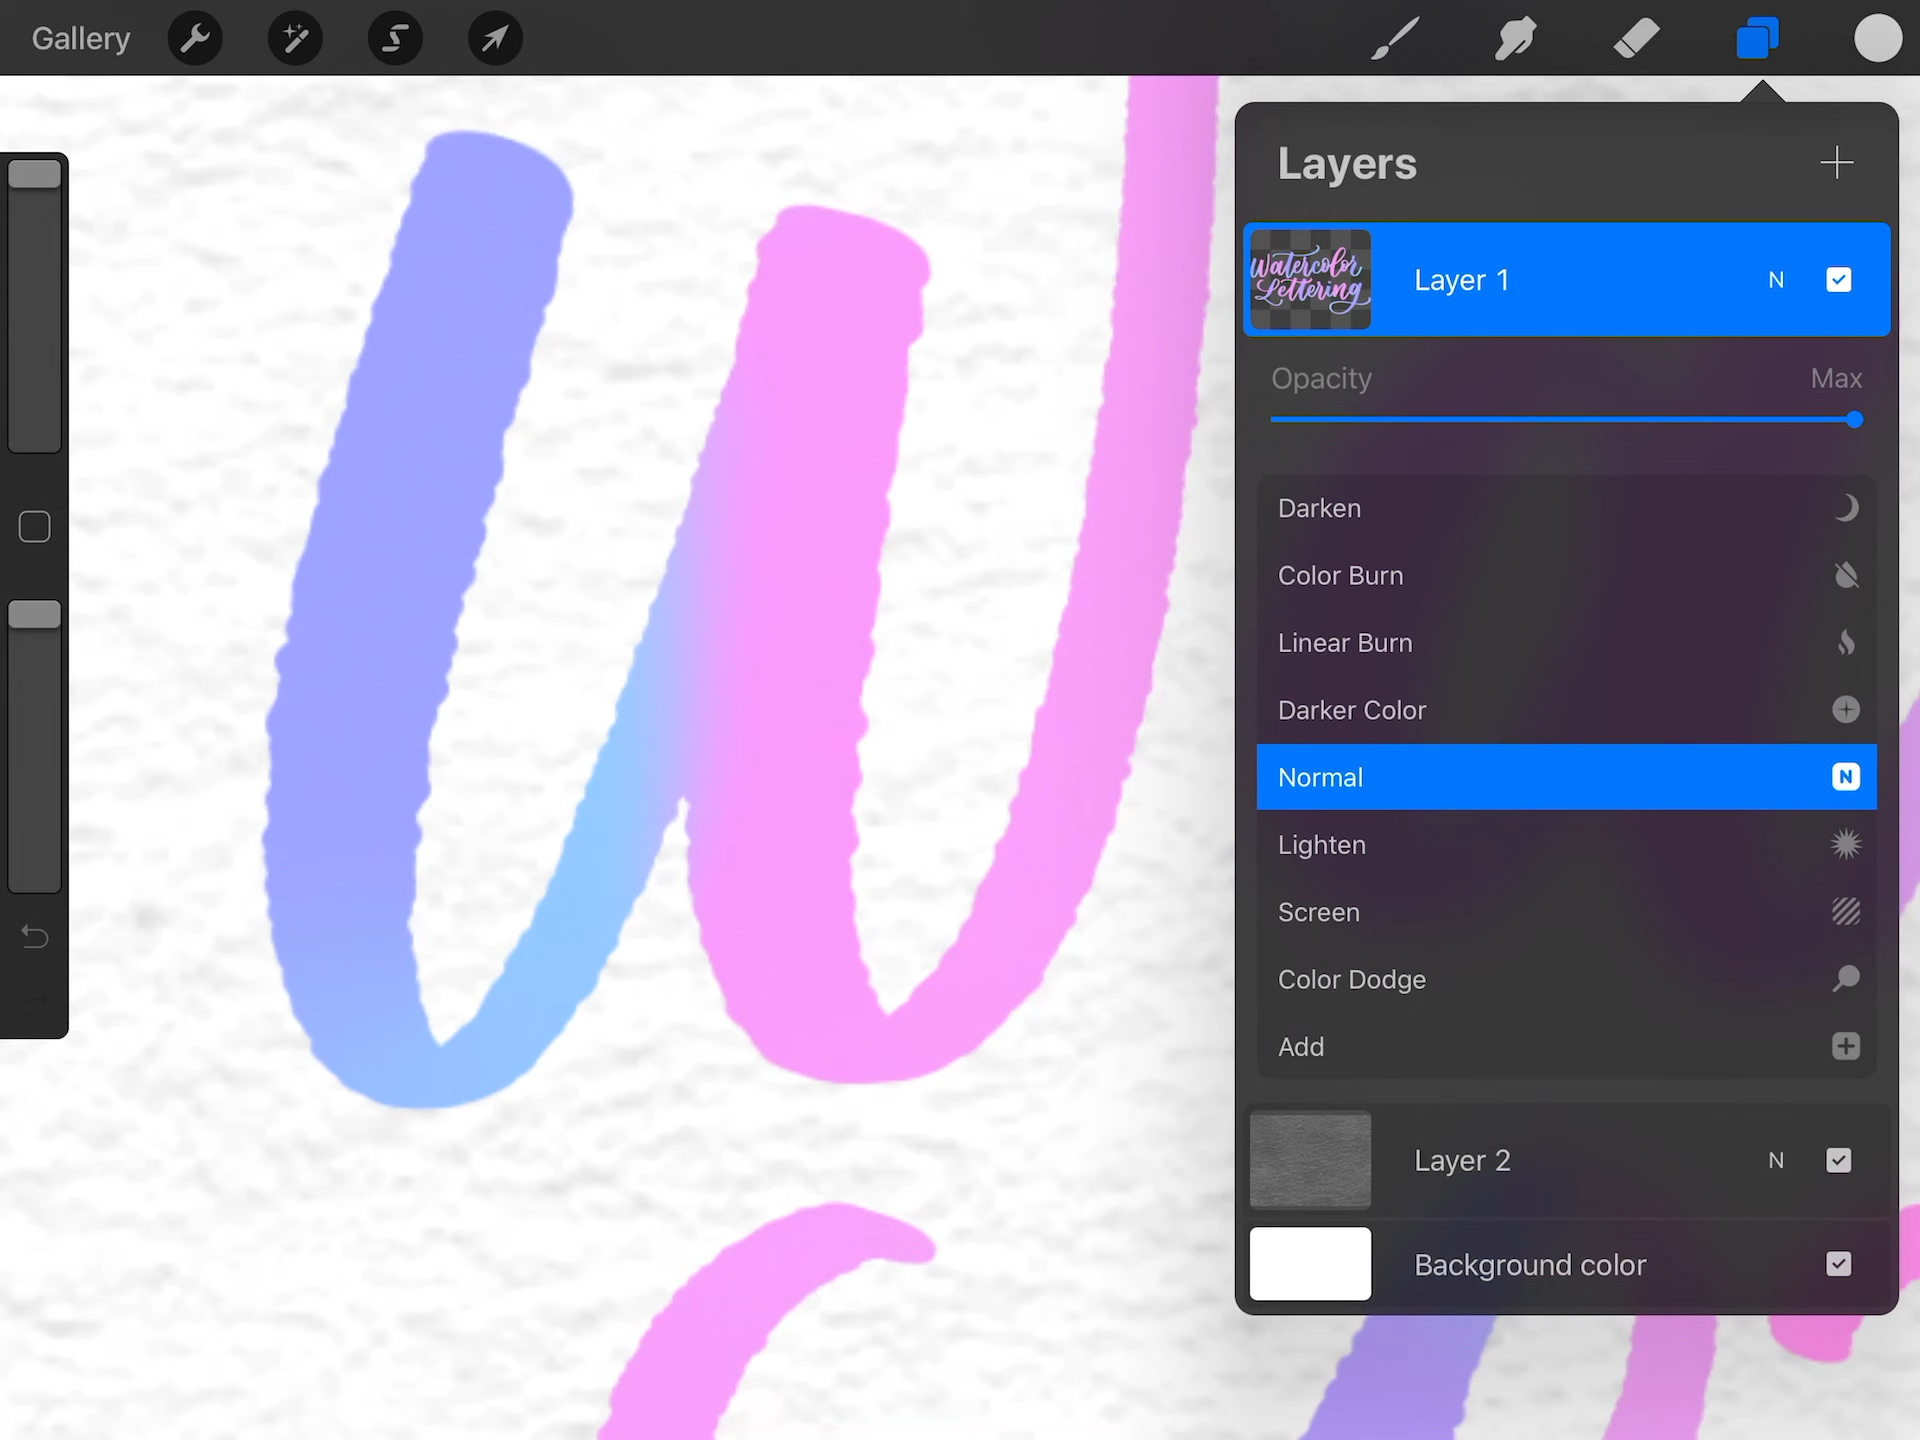 Gallery
Layers
Watercolor
Lettering
Layer 1 N
Opacity Max
Darken
Color Burn
Linear Burn
Darker Color
Normal N
Lighten
Screen
Color Dodge
Add
Layer 2 N
Background color